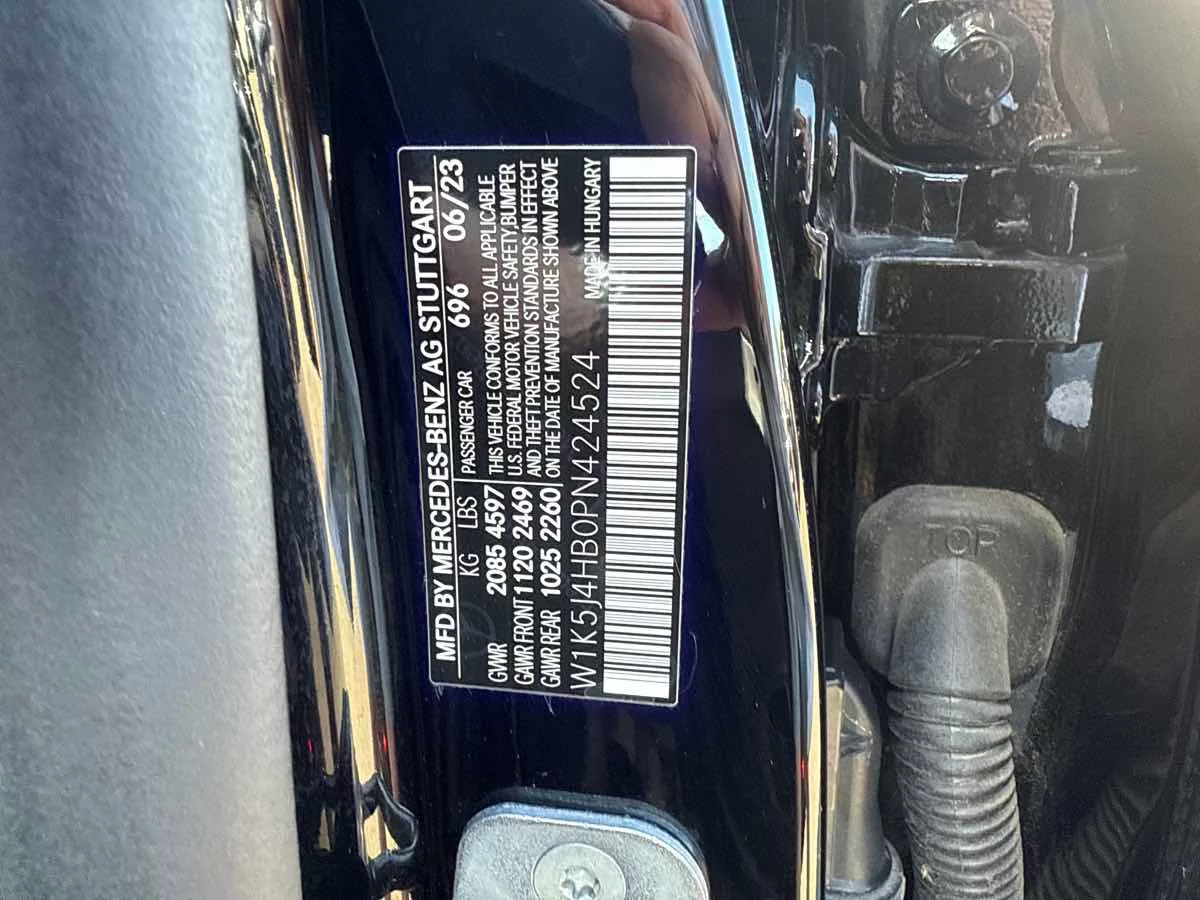 MFD BY MERCEDES-BENZ AG STUTTGART
KG LBS PASSENGER CAR 696 06/23
GVWR 2085 4597 THIS VEHICLE CONFORMS TO ALL APPLICABLE
GAWR FRONT 1120 2469 U.S. FEDERAL MOTOR VEHICLE SAFETY,BUMPER
GAWR REAR 1025 2260 AND THEFT PREVENTION STANDARDS IN EFFECT
ON THE DATE OF MANUFACTURE SHOWN ABOVE
W1K5J4HB0PN424524 MADE IN HUNGARY
TOP